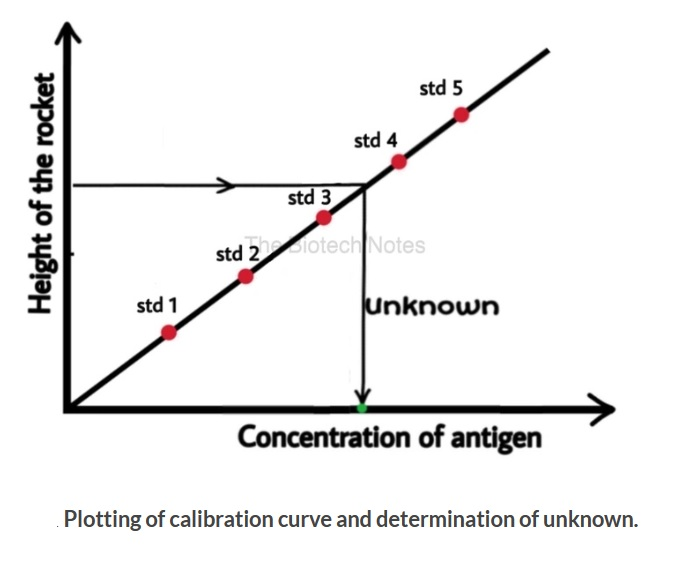 Height of the rocket
std 5
std 4
std 3
The Biotech Notes
std 2
std 1
Unknown
Concentration of antigen
Plotting of calibration curve and determination of unknown.